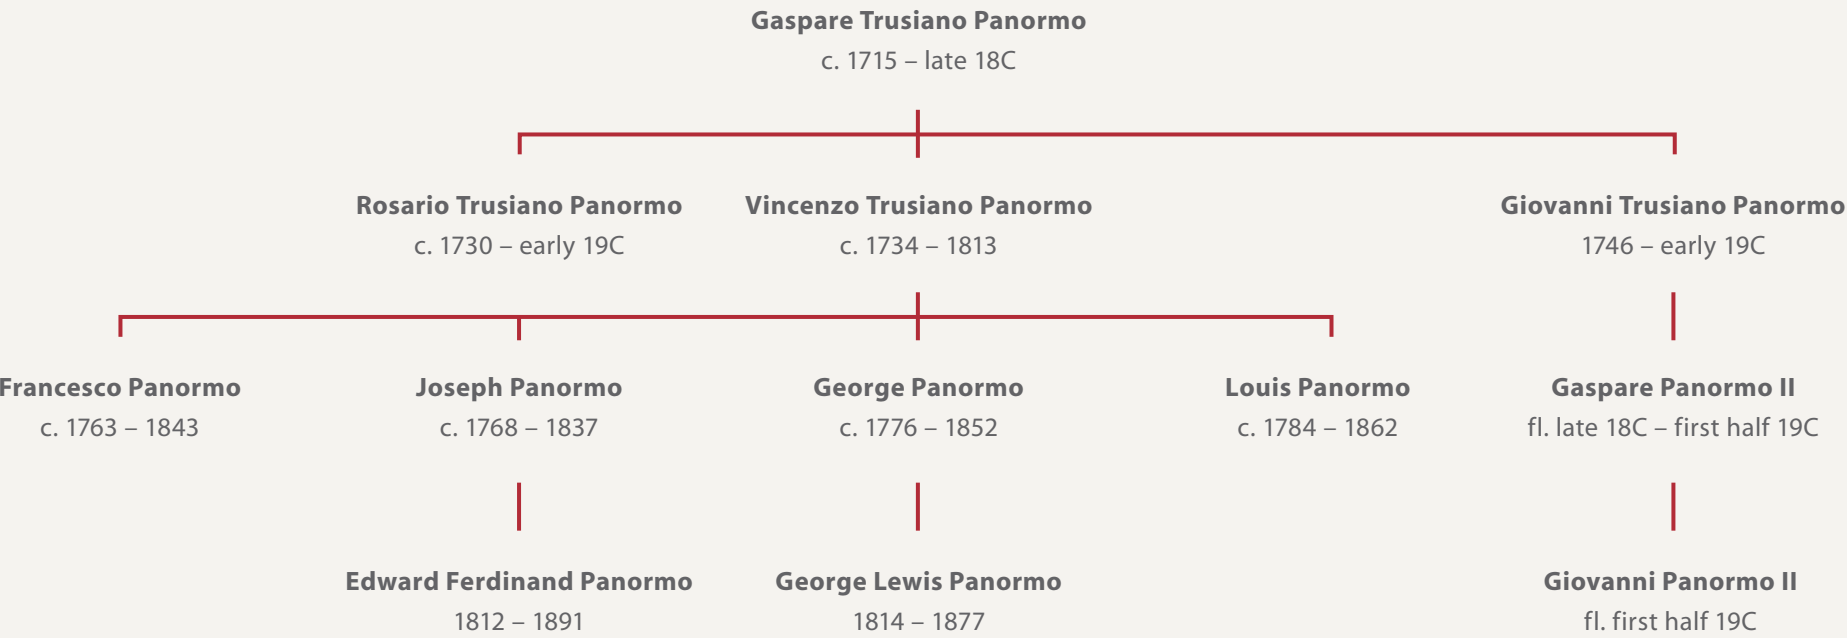 Gaspare Trusiano Panormo
c. 1715 – late 18C
Rosario Trusiano Panormo
c. 1730 – early 19C
Vincenzo Trusiano Panormo
c. 1734 – 1813
Giovanni Trusiano Panormo
1746 – early 19C
Francesco Panormo
c. 1763 – 1843
Joseph Panormo
c. 1768 – 1837
George Panormo
c. 1776 – 1852
Louis Panormo
c. 1784 – 1862
Gaspare Panormo II
fl. late 18C – first half 19C
Edward Ferdinand Panormo
1812 – 1891
George Lewis Panormo
1814 – 1877
Giovanni Panormo II
fl. first half 19C